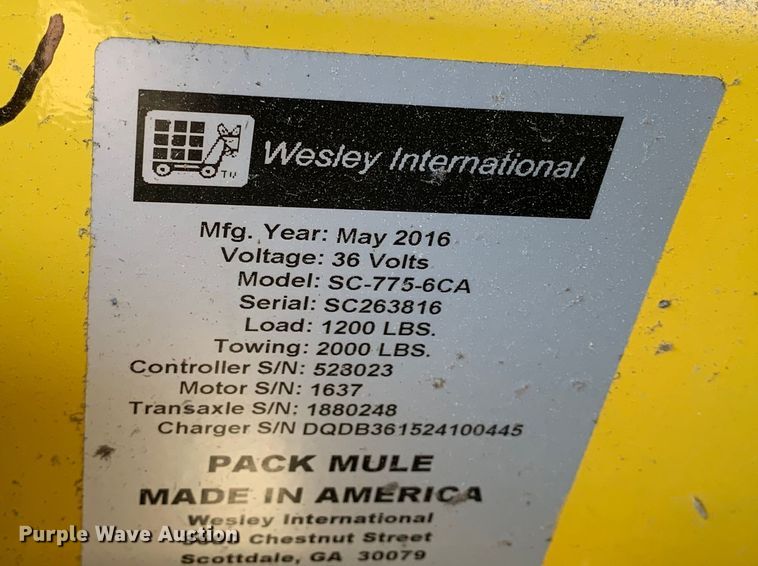 TM
Wesley International
Mfg. Year: May 2016
Voltage: 36 Volts
Model: SC-775-6CA
Serial: SC263816
Load: 1200 LBS.
Towing: 2000 LBS.
Controller S/N: 523023
Motor S/N: 1637
Transaxle S/N: 1880248
Charger S/N DQDB361524100445
PACK MULE
MADE IN AMERICA
Wesley International
Chestnut Street
Scottdale, GA 30079
Purple Wave Auction